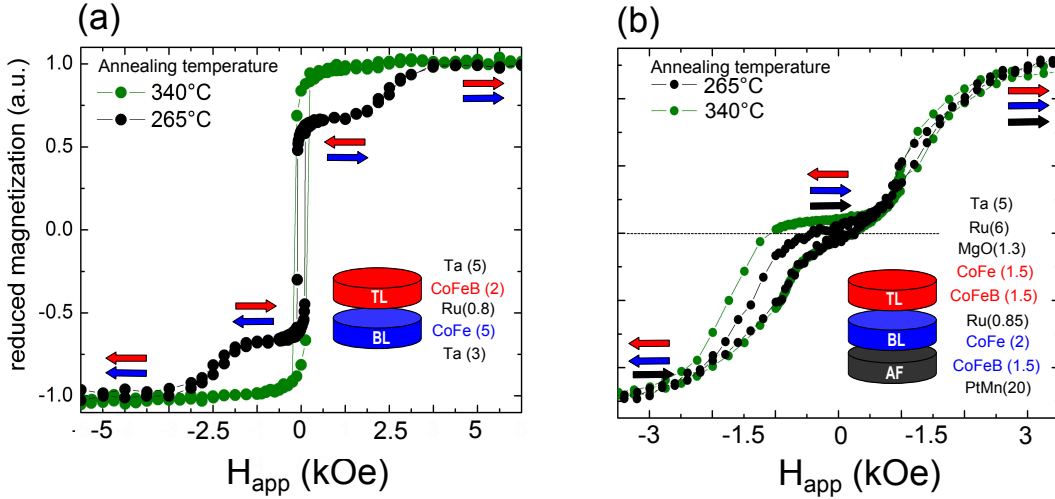 (a)
reduced magnetization (a.u.)
1.0
0.5
0.0
-0.5
-1.0
Annealing temperature
340°C
265°C
TL
BL
Ta (5)
CoFeB (2)
Ru(0.8)
CoFe (5)
Ta (3)
-5
-2.5
0
2.5
5
Happ (kOe)
(b)
Annealing temperature
265°C
340°C
TL
BL
AF
Ta (5)
Ru(6)
MgO(1.3)
CoFe (1.5)
CoFeB (1.5)
Ru(0.85)
CoFe (2)
CoFeB (1.5)
PtMn(20)
-3
-1.5
0
-1.5
3
Happ (kOe)